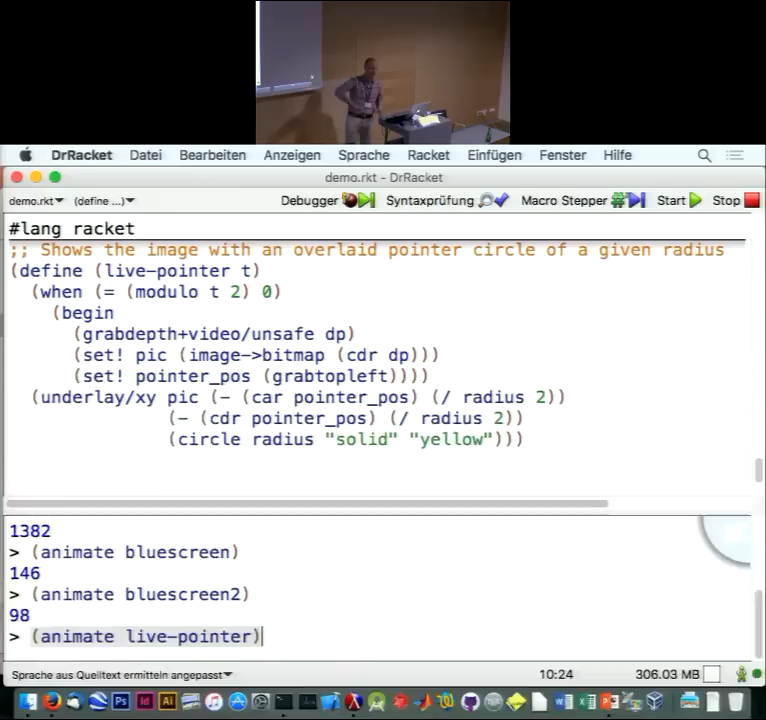 DrRacket Datei Bearbeiten Anzeigen Sprache Racket Einfügen Fenster Hilfe
demo.rkt - DrRacket
demo.rkt (define ...) Debugger Syntaxprüfung Macro Stepper Start Stop
#lang racket
;; Shows the image with an overlaid pointer circle of a given radius
(define (live-pointer t)
(when (= (modulo t 2) 0)
(begin
(grabdepth+video/unsafe dp)
(set! pic (image->bitmap (cdr dp)))
(set! pointer_pos (grabtopleft))))
(underlay/xy pic (- (car pointer_pos) (/ radius 2))
(- (cdr pointer_pos) (/ radius 2))
(circle radius "solid" "yellow")))
1382
> (animate bluescreen)
146
> (animate bluescreen2)
98
> (animate live-pointer)
Sprache aus Quelltext ermitteln angepasst 10:24 306.03 MB
Ps Id Ai